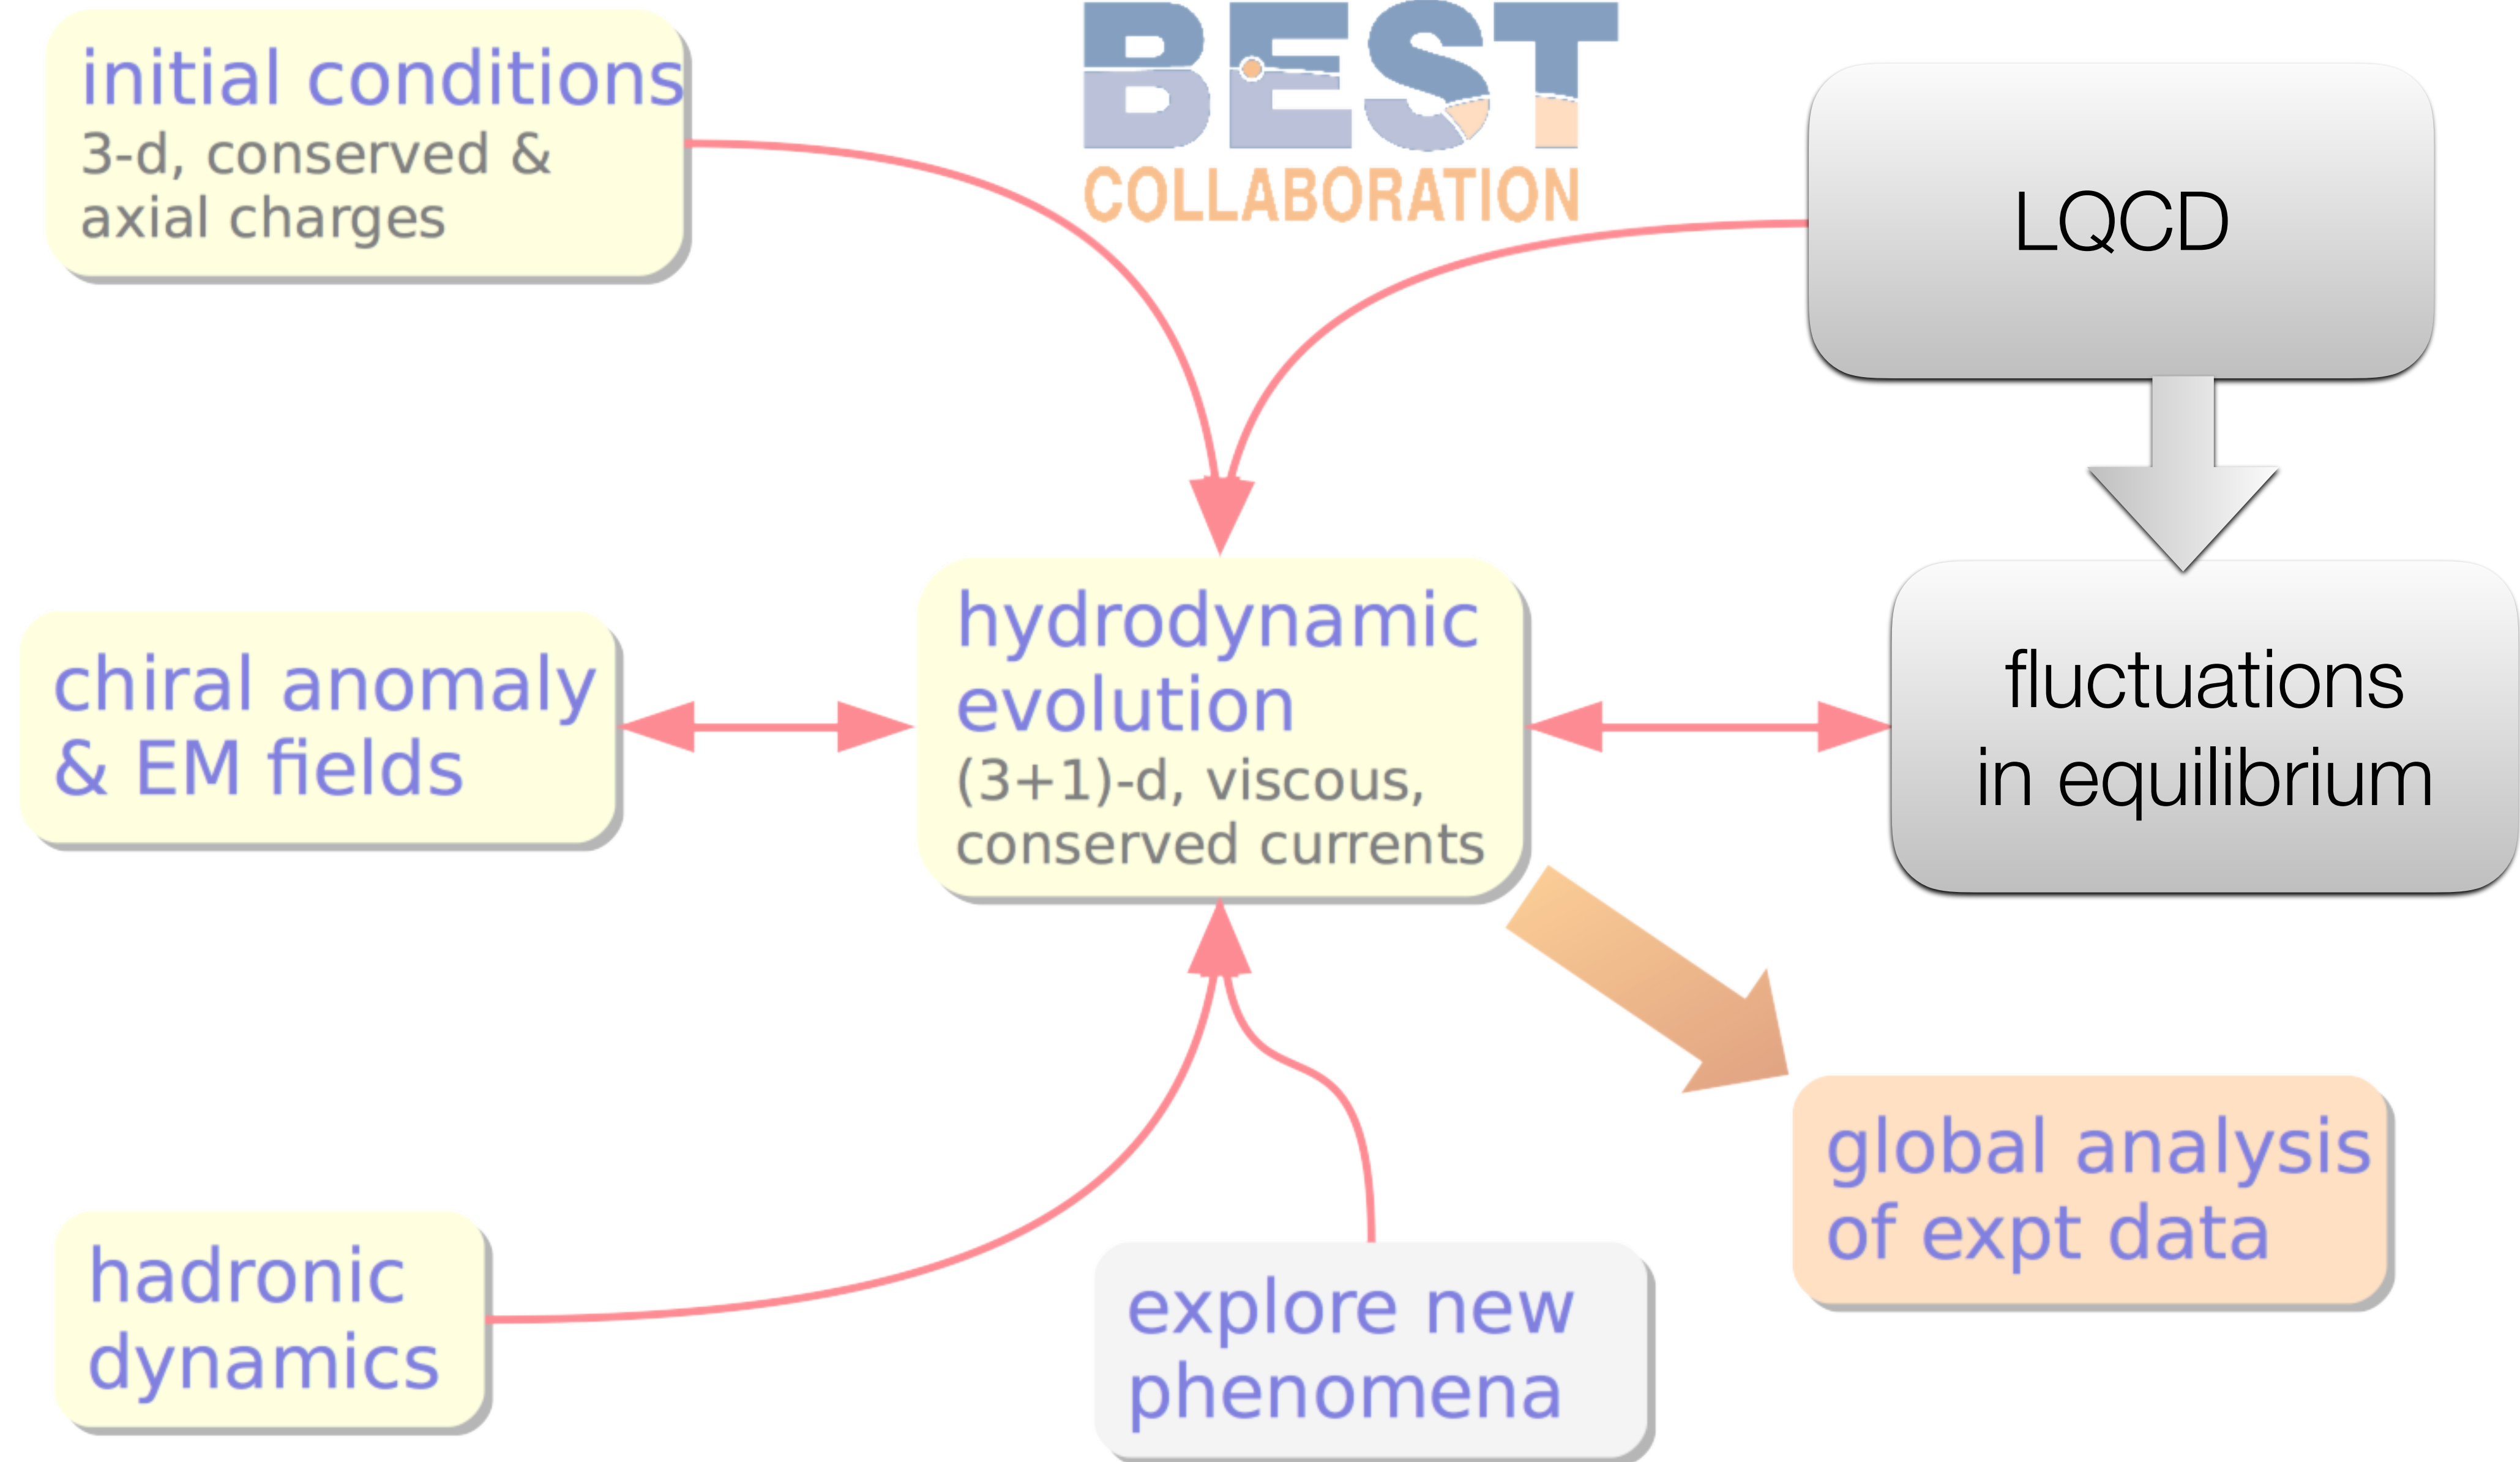 initial conditions
3-d, conserved &
axial charges
BEST
COLLABORATION
LQCD
chiral anomaly
& EM fields
hydrodynamic
evolution
(3+1)-d, viscous,
conserved currents
fluctuations
in equilibrium
global analysis
of expt data
hadronic
dynamics
explore new
phenomena